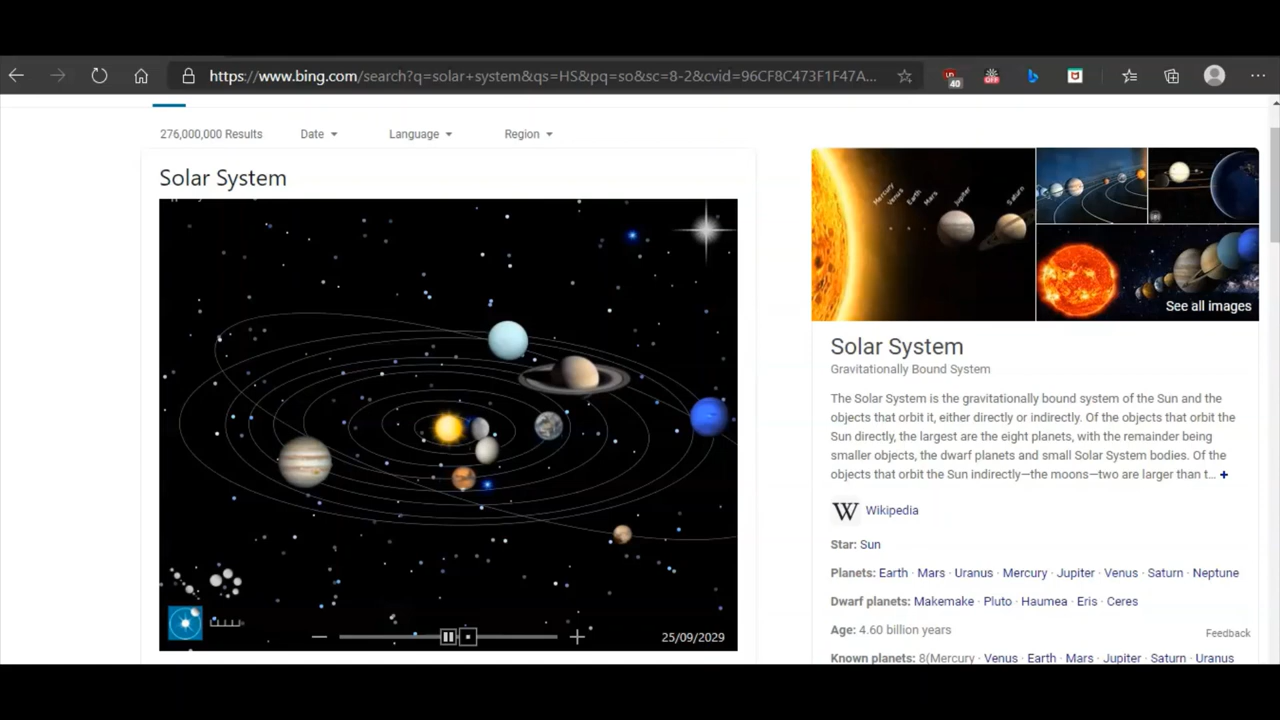 https://www.bing.com/search?q=solar+system&qs=HS&pq=so&sc=8-2&cvid=96CF8C473F1F47A...
40
OFF
276,000,000 Results Date Language Region
Solar System
25/09/2029
Mercury
Venus
Earth
Mars
Jupiter
Saturn
See all images
Solar System
Gravitationally Bound System
The Solar System is the gravitationally bound system of the Sun and the
objects that orbit it, either directly or indirectly. Of the objects that orbit the
Sun directly, the largest are the eight planets, with the remainder being
smaller objects, the dwarf planets and small Solar System bodies. Of the
objects that orbit the Sun indirectly—the moons—two are larger than t... +
W Wikipedia
Star: Sun
Planets: Earth · Mars · Uranus · Mercury · Jupiter · Venus · Saturn · Neptune
Dwarf planets: Makemake · Pluto · Haumea · Eris · Ceres
Age: 4.60 billion years
Feedback
Known planets: 8(Mercury · Venus · Earth · Mars · Jupiter · Saturn · Uranus